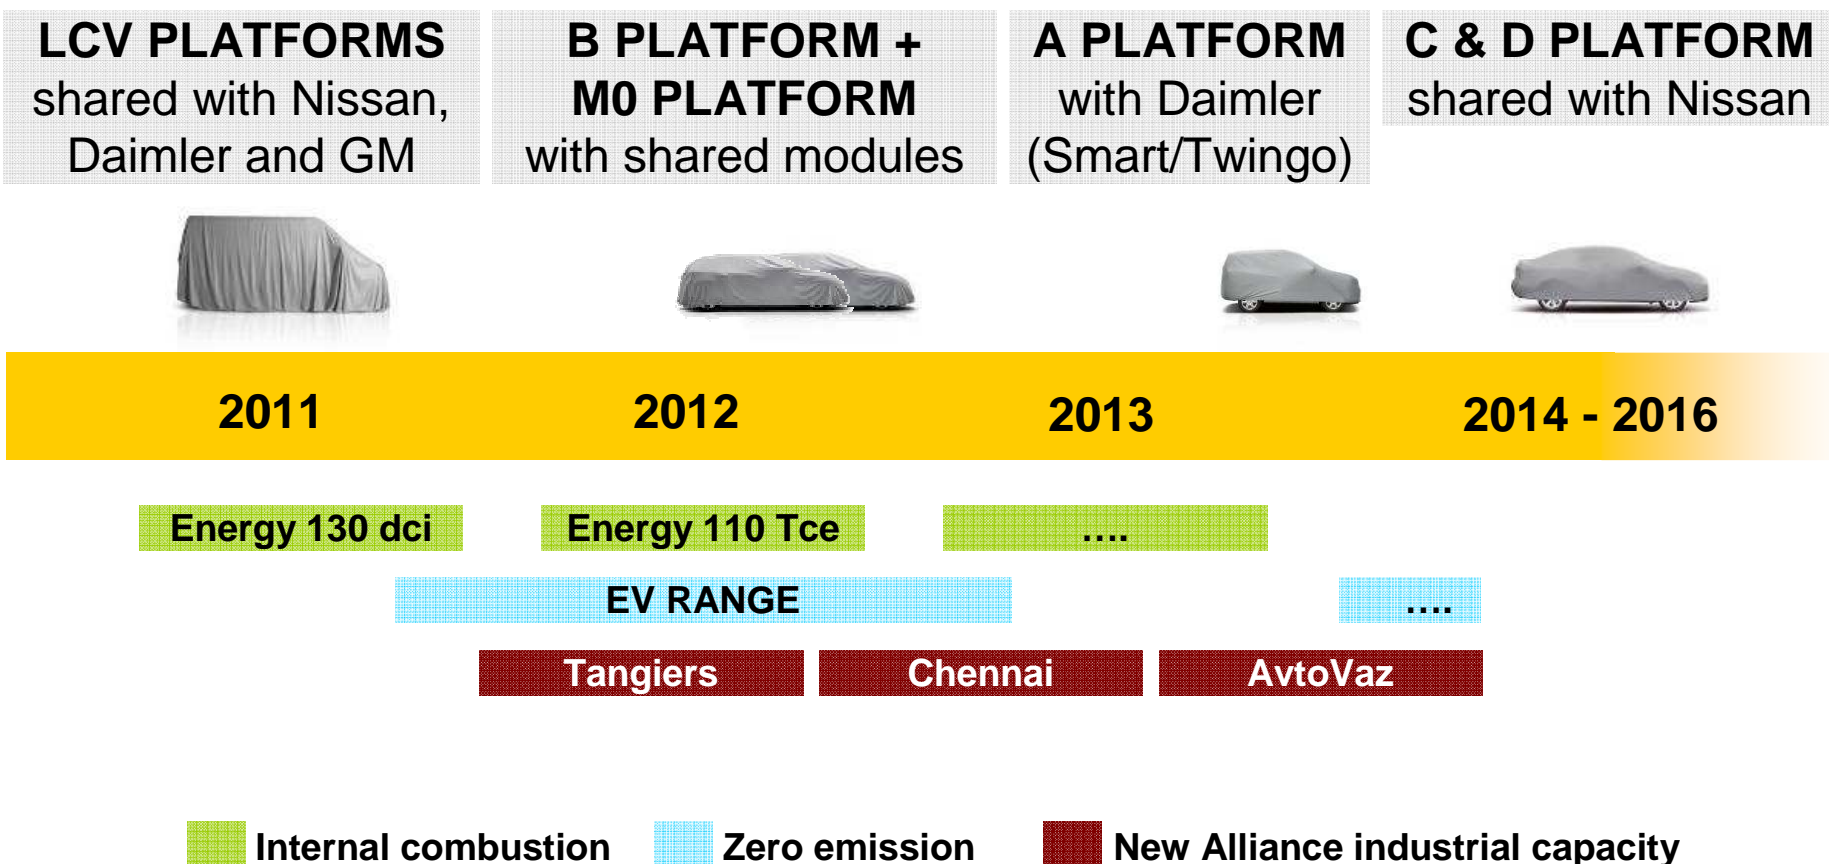 LCV PLATFORMS
shared with Nissan,
Daimler and GM
B PLATFORM +
M0 PLATFORM
with shared modules
A PLATFORM
with Daimler
(Smart/Twingo)
C & D PLATFORM
shared with Nissan
2011
2012
2013
2014 - 2016
Energy 130 dci
Energy 110 Tce
....
EV RANGE
....
Tangiers
Chennai
AvtoVaz
Internal combustion
Zero emission
New Alliance industrial capacity